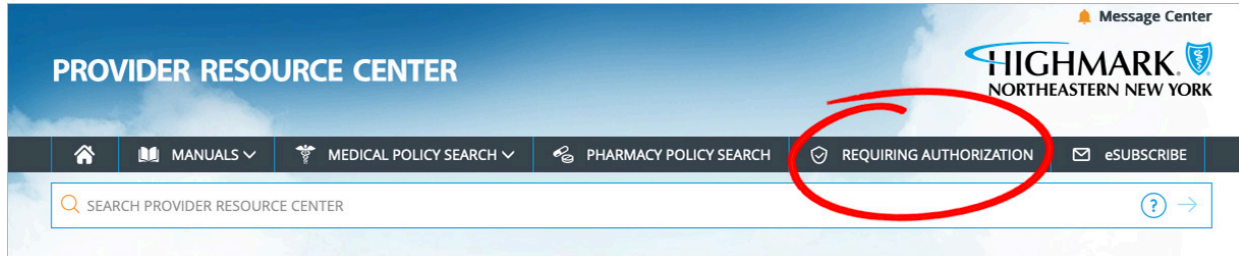 Message Center
PROVIDER RESOURCE CENTER
HIGHMARK.
NORTHEASTERN NEW YORK
MANUALS MEDICAL POLICY SEARCH PHARMACY POLICY SEARCH REQUIRING AUTHORIZATION eSUBSCRIBE
SEARCH PROVIDER RESOURCE CENTER ?